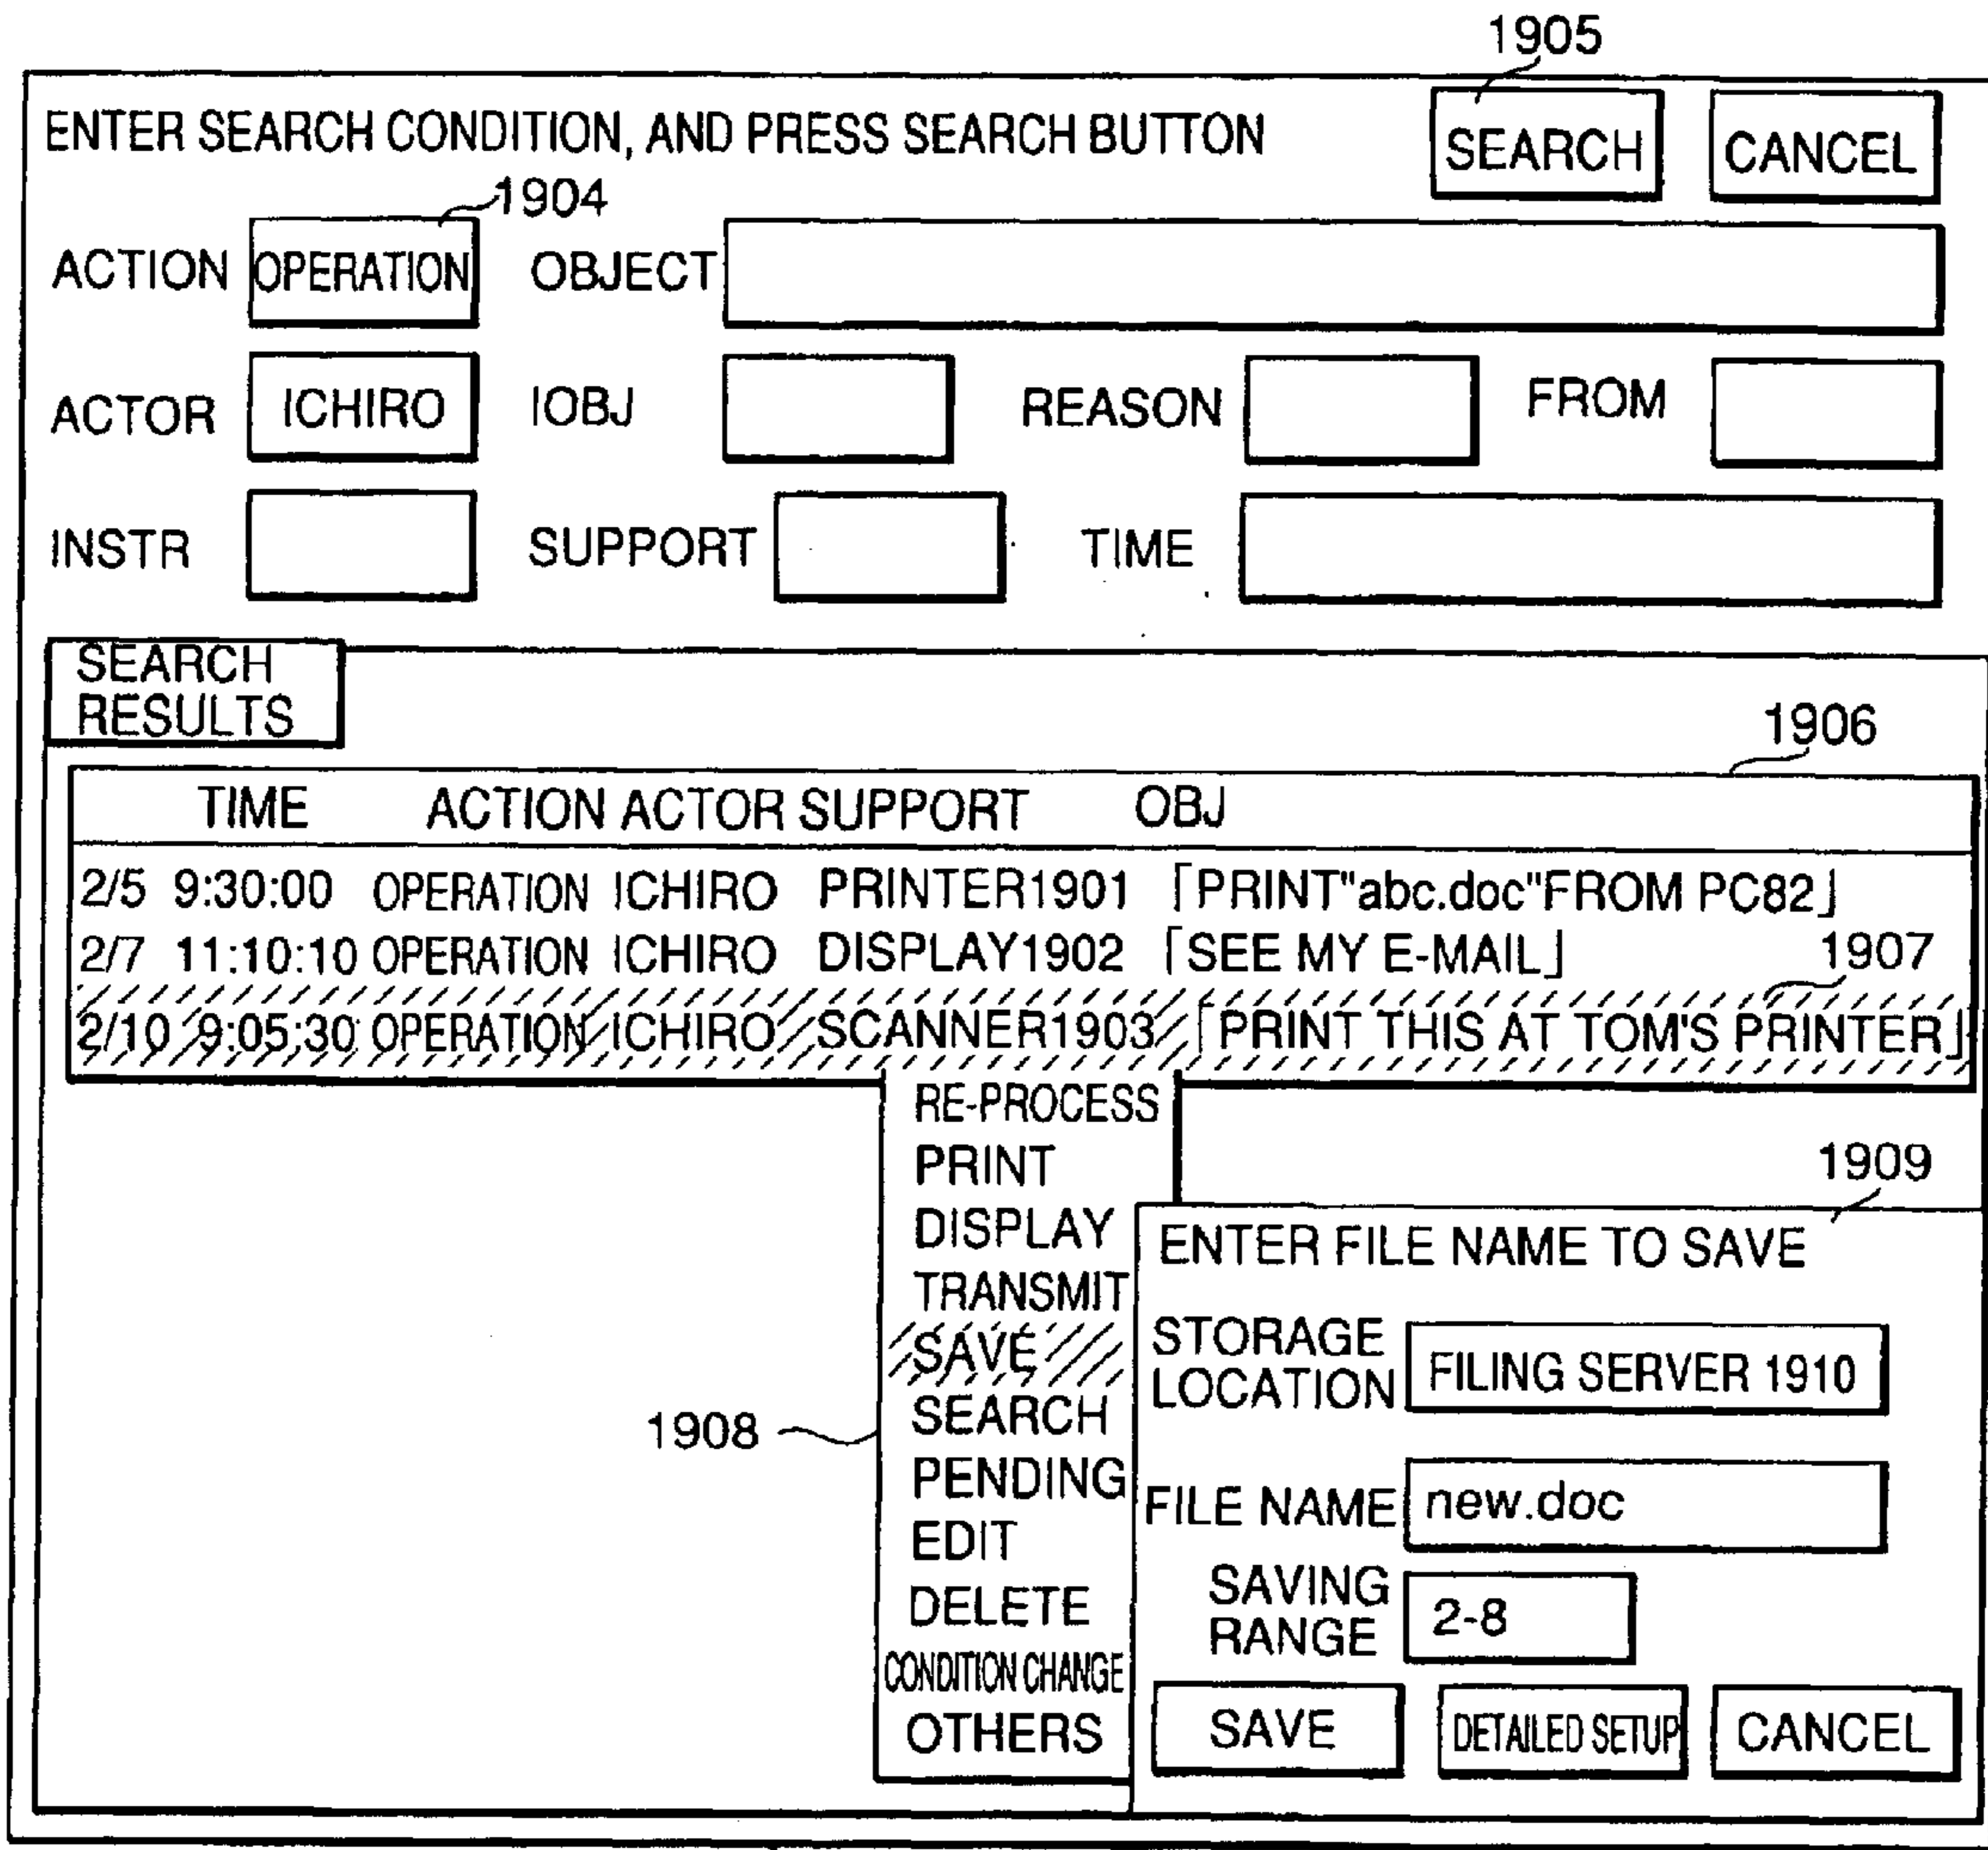 1905
ENTER SEARCH CONDITION, AND PRESS SEARCH BUTTON SEARCH CANCEL
1904
ACTION OPERATION OBJECT
ACTOR ICHIRO IOBJ REASON FROM
INSTR SUPPORT TIME
SEARCH
RESULTS
1906
TIME ACTION ACTOR SUPPORT OBJ
2/5 9:30:00 OPERATION ICHIRO PRINTER1901 「PRINT"abc.doc"FROM PC82」
2/7 11:10:10 OPERATION ICHIRO DISPLAY1902 「SEE MY E-MAIL」
1907
2/10 9:05:30 OPERATION ICHIRO SCANNER1903 「PRINT THIS AT TOM'S PRINTER」
RE-PROCESS
PRINT
DISPLAY
TRANSMIT
SAVE
SEARCH
1908
PENDING
EDIT
DELETE
CONDITION CHANGE
OTHERS
1909
ENTER FILE NAME TO SAVE
STORAGE
LOCATION
FILING SERVER 1910
FILE NAME new.doc
SAVING
RANGE
2-8
SAVE DETAILED SETUP CANCEL